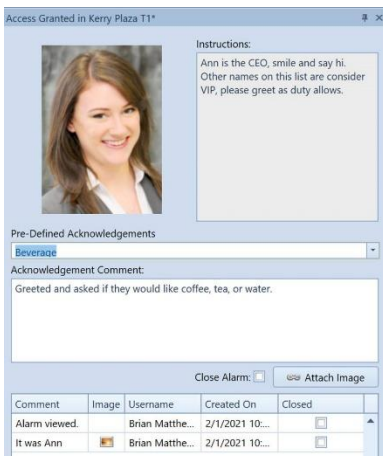 Access Granted in Kerry Plaza T1*
Instructions:
Ann is the CEO, smile and say hi.
Other names on this list are consider
VIP, please greet as duty allows.
Pre-Defined Acknowledgements
Beverage
Acknowledgement Comment:
Greeted and asked if they would like coffee, tea, or water.
Close Alarm:
Attach Image
Comment Image Username Created On Closed
Alarm viewed. Brian Matthe... 2/1/2021 10:...
It was Ann Brian Matthe... 2/1/2021 10:...